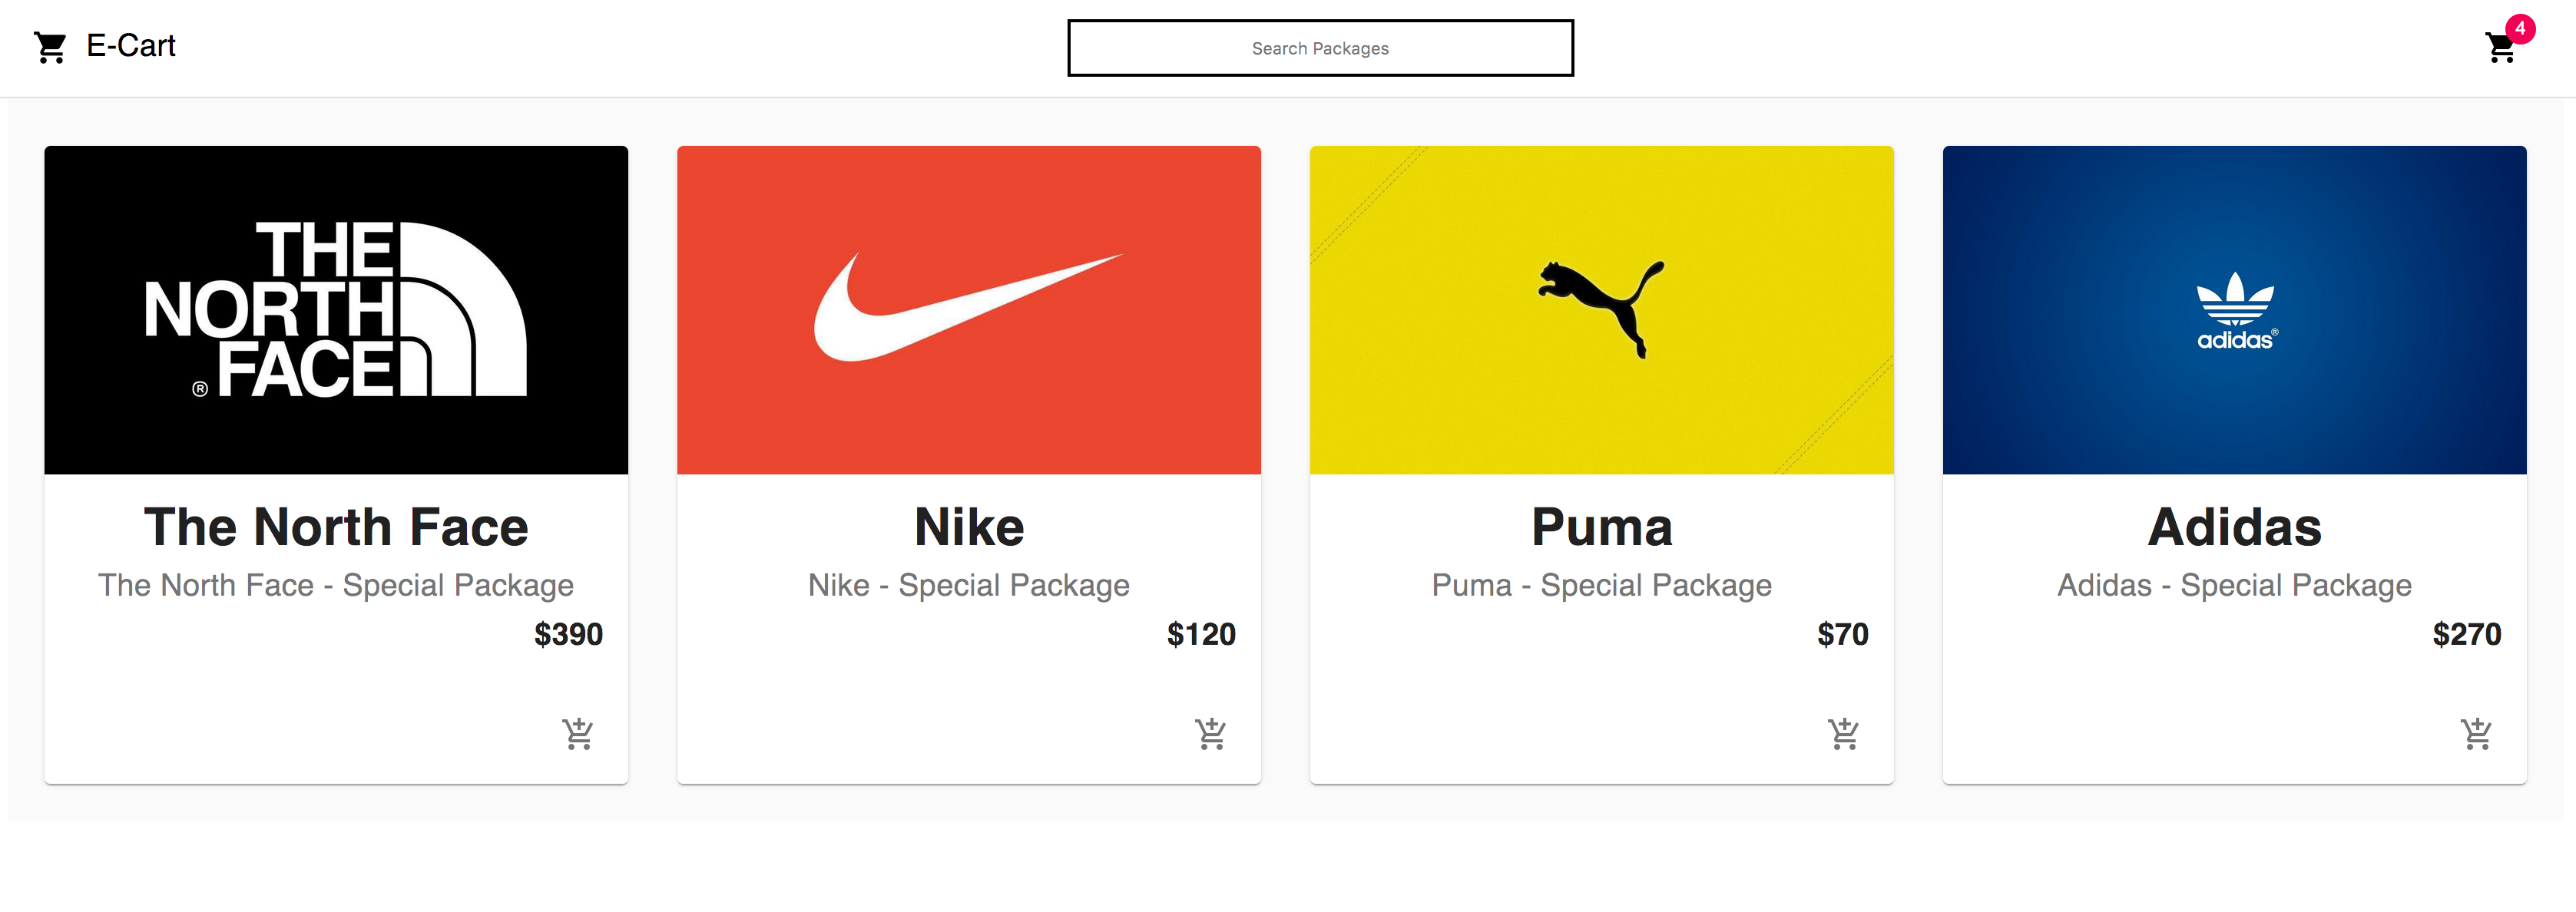 E-Cart
Search Packages
4
THE
NORTH
® FACE
adidas®
The North Face
The North Face - Special Package
$390
Nike
Nike - Special Package
$120
Puma
Puma - Special Package
$70
Adidas
Adidas - Special Package
$270